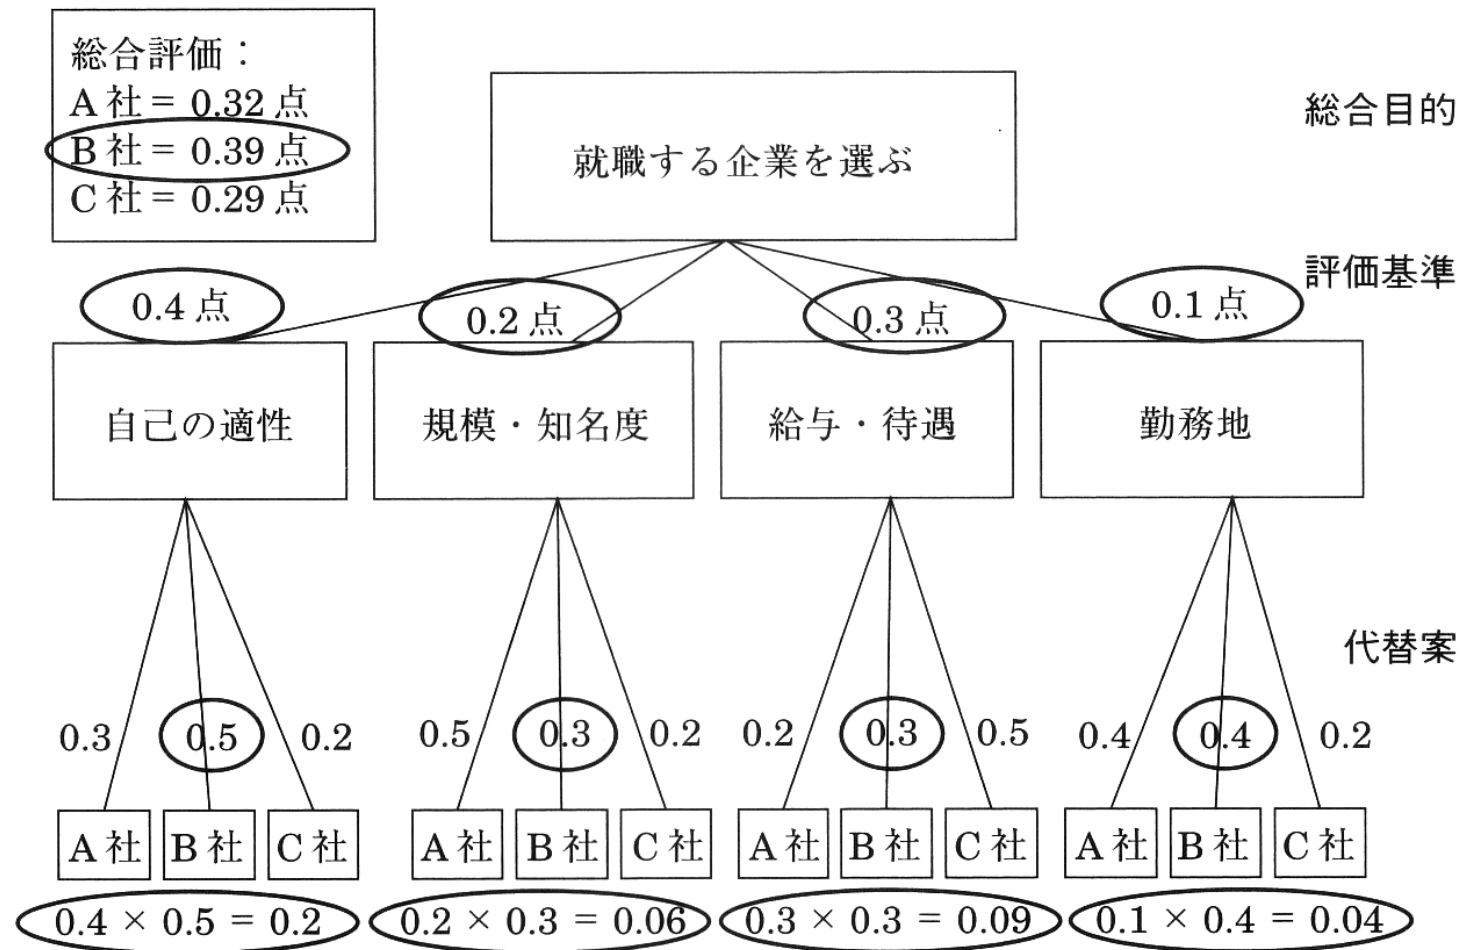 総合評価：
A社 = 0.32点
B社 = 0.39点
C社 = 0.29点
就職する企業を選ぶ
総合目的
評価基準
0.4点
0.2点
0.3点
0.1点
自己の適性
規模・知名度
給与・待遇
勤務地
代替案
0.3 0.5 0.2
0.5 0.3 0.2
0.2 0.3 0.5
0.4 0.4 0.2
A社 B社 C社
A社 B社 C社
A社 B社 C社
A社 B社 C社
0.4 × 0.5 = 0.2
0.2 × 0.3 = 0.06
0.3 × 0.3 = 0.09
0.1 × 0.4 = 0.04